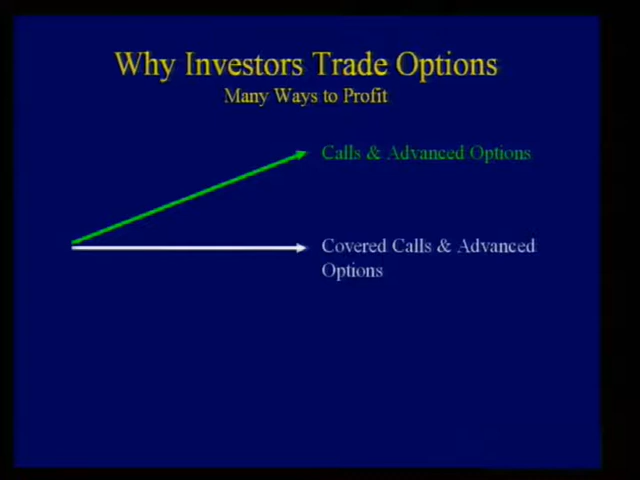 Why Investors Trade Options
Many Ways to Profit
Calls & Advanced Options
Covered Calls & Advanced
Options